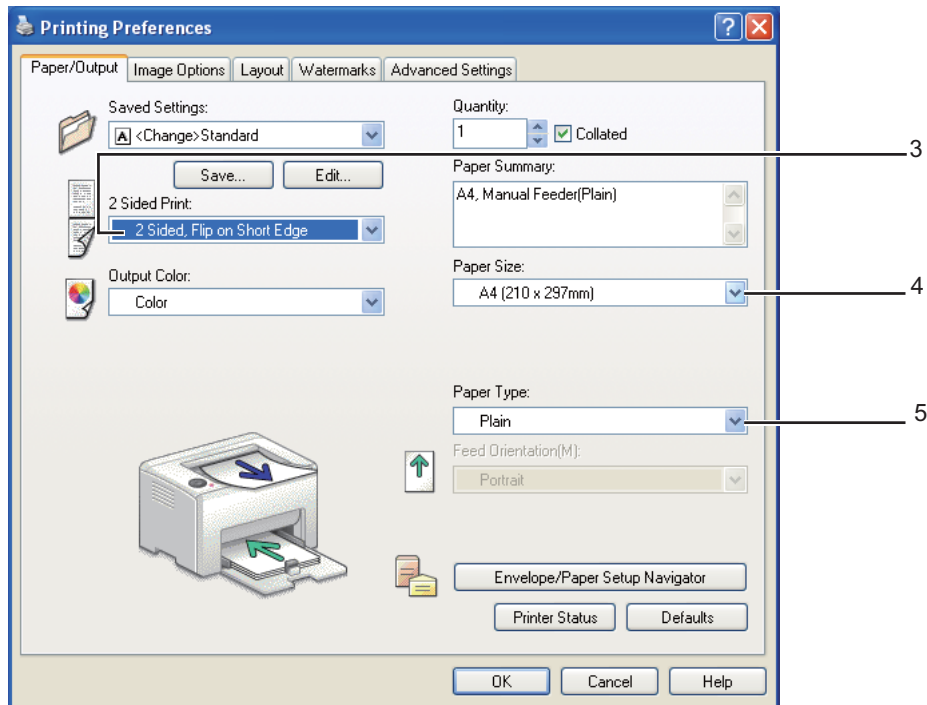 Printing Preferences
Paper/Output Image Options Layout Watermarks Advanced Settings
Saved Settings:
A <Change>Standard
Save... Edit...
2 Sided Print:
2 Sided, Flip on Short Edge
Output Color:
Color
Quantity:
1 Collated
Paper Summary:
A4, Manual Feeder(Plain)
Paper Size:
A4 (210 x 297mm)
Paper Type:
Plain
Feed Orientation(M):
Portrait
Envelope/Paper Setup Navigator
Printer Status Defaults
OK Cancel Help
3
4
5